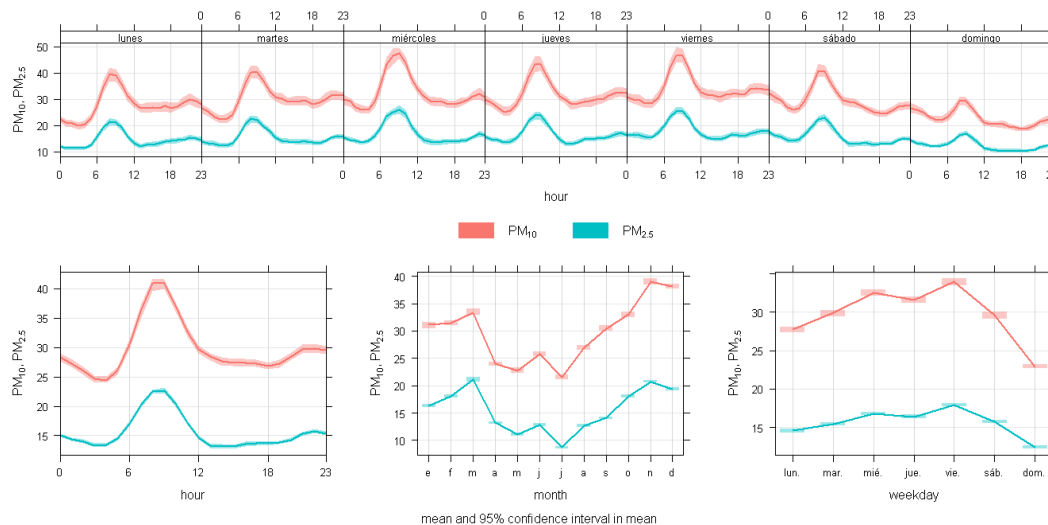 0 6 12 18 23 0 6 12 18 23 0 6 12 18 23
lunes martes miércoles jueves viernes sábado domingo
50
40
30
20
10
PM10, PM2.5
0 6 12 18 23 0 6 12 18 23 0 6 12 18 23 0 6 12 18 23
hour
PM10 PM2.5
40
35
30
25
20
15
PM10, PM2.5
0 6 12 18 23
hour
40
35
30
25
20
15
10
PM10, PM2.5
e f m a m j j a s o n d
month
30
25
20
15
PM10, PM2.5
lun. mar. mié. jue. vie. sáb. dom.
weekday
mean and 95% confidence interval in mean